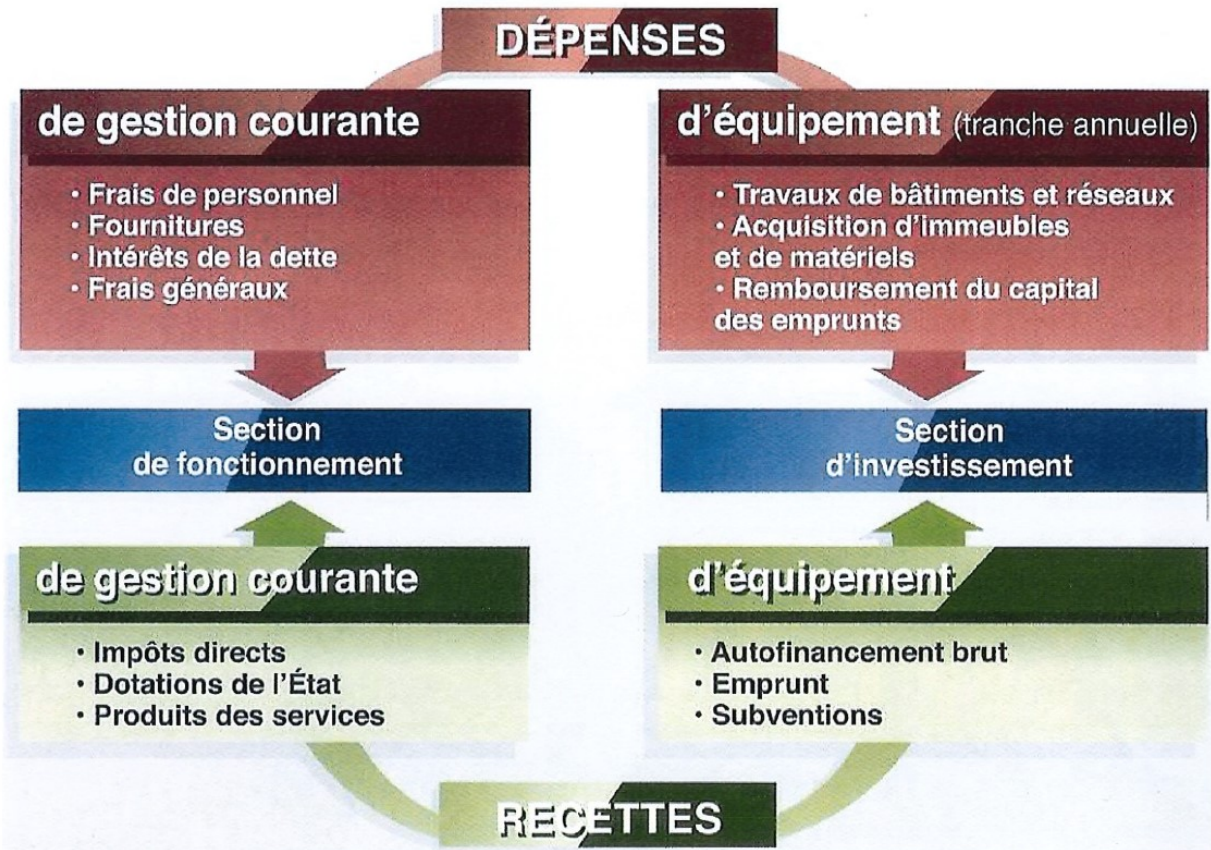 DÉPENSES
de gestion courante
• Frais de personnel
• Fournitures
• Intérêts de la dette
• Frais généraux
d'équipement (tranche annuelle)
• Travaux de bâtiments et réseaux
• Acquisition d'immeubles
et de matériels
• Remboursement du capital
des emprunts
Section
de fonctionnement
Section
d'investissement
de gestion courante
• Impôts directs
• Dotations de l'État
• Produits des services
d'équipement
• Autofinancement brut
• Emprunt
• Subventions
RECETTES